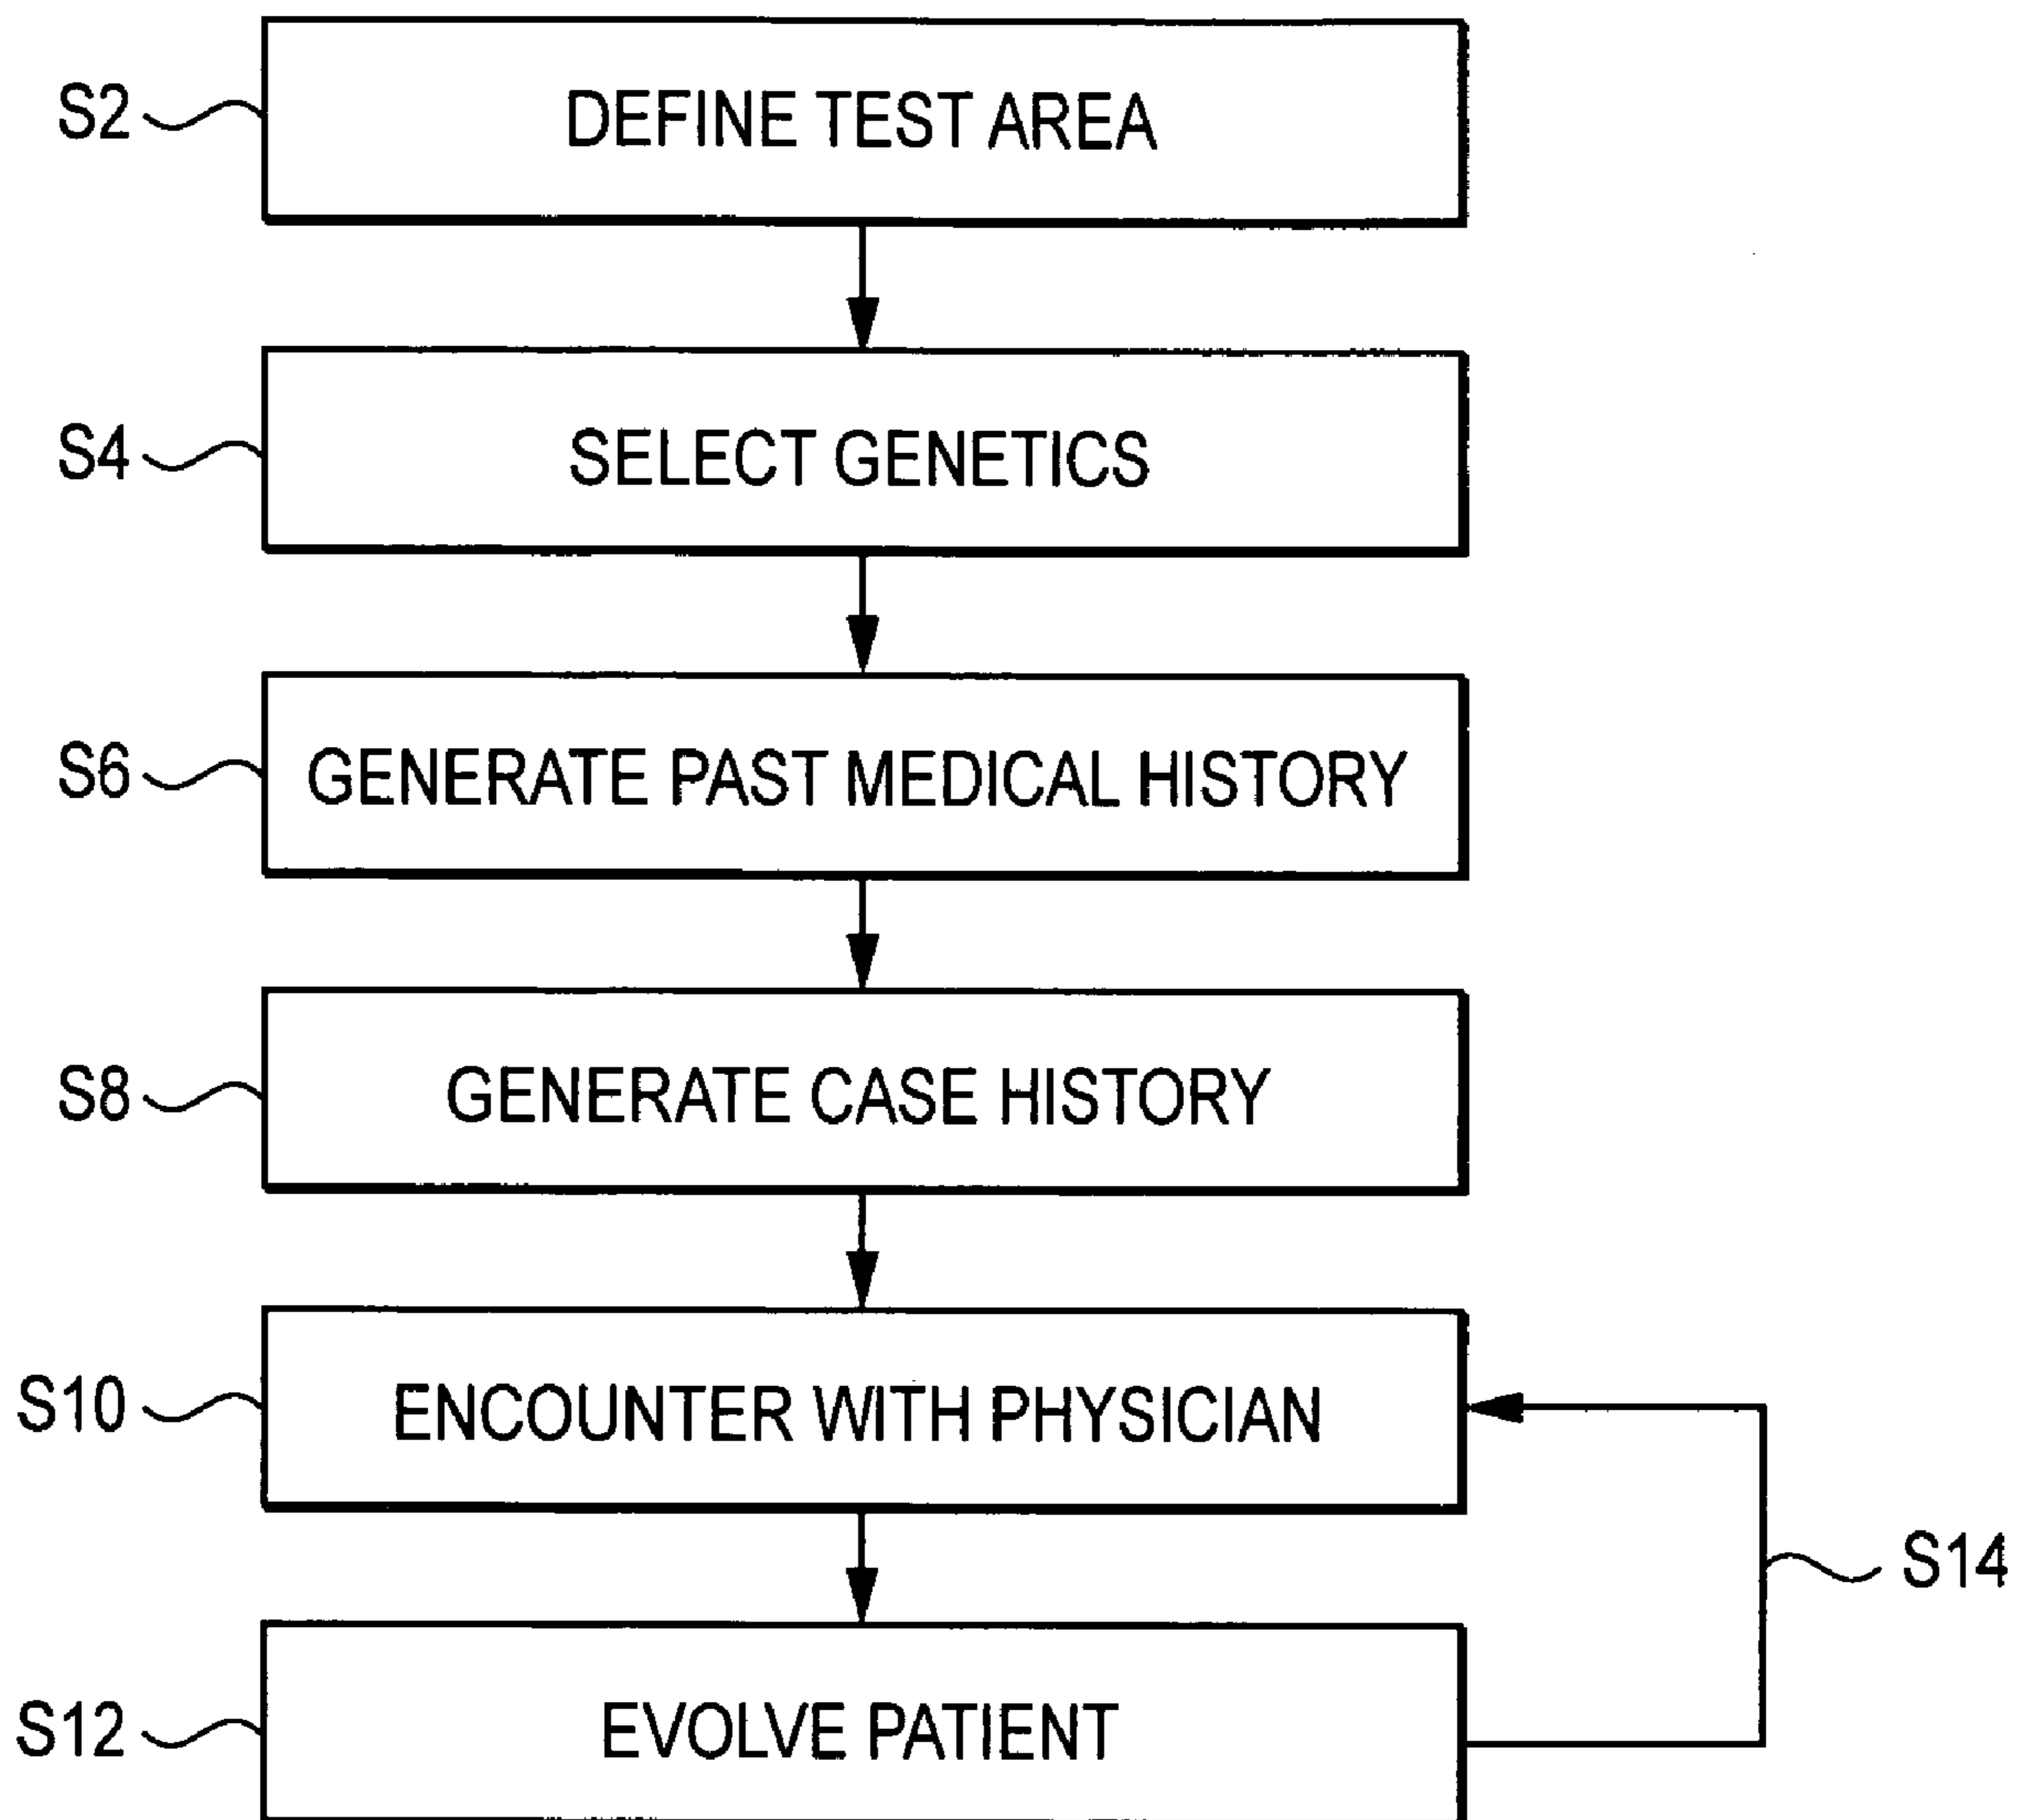 S2
DEFINE TEST AREA
S4
SELECT GENETICS
S6
GENERATE PAST MEDICAL HISTORY
S8
GENERATE CASE HISTORY
S10
ENCOUNTER WITH PHYSICIAN
S14
S12
EVOLVE PATIENT